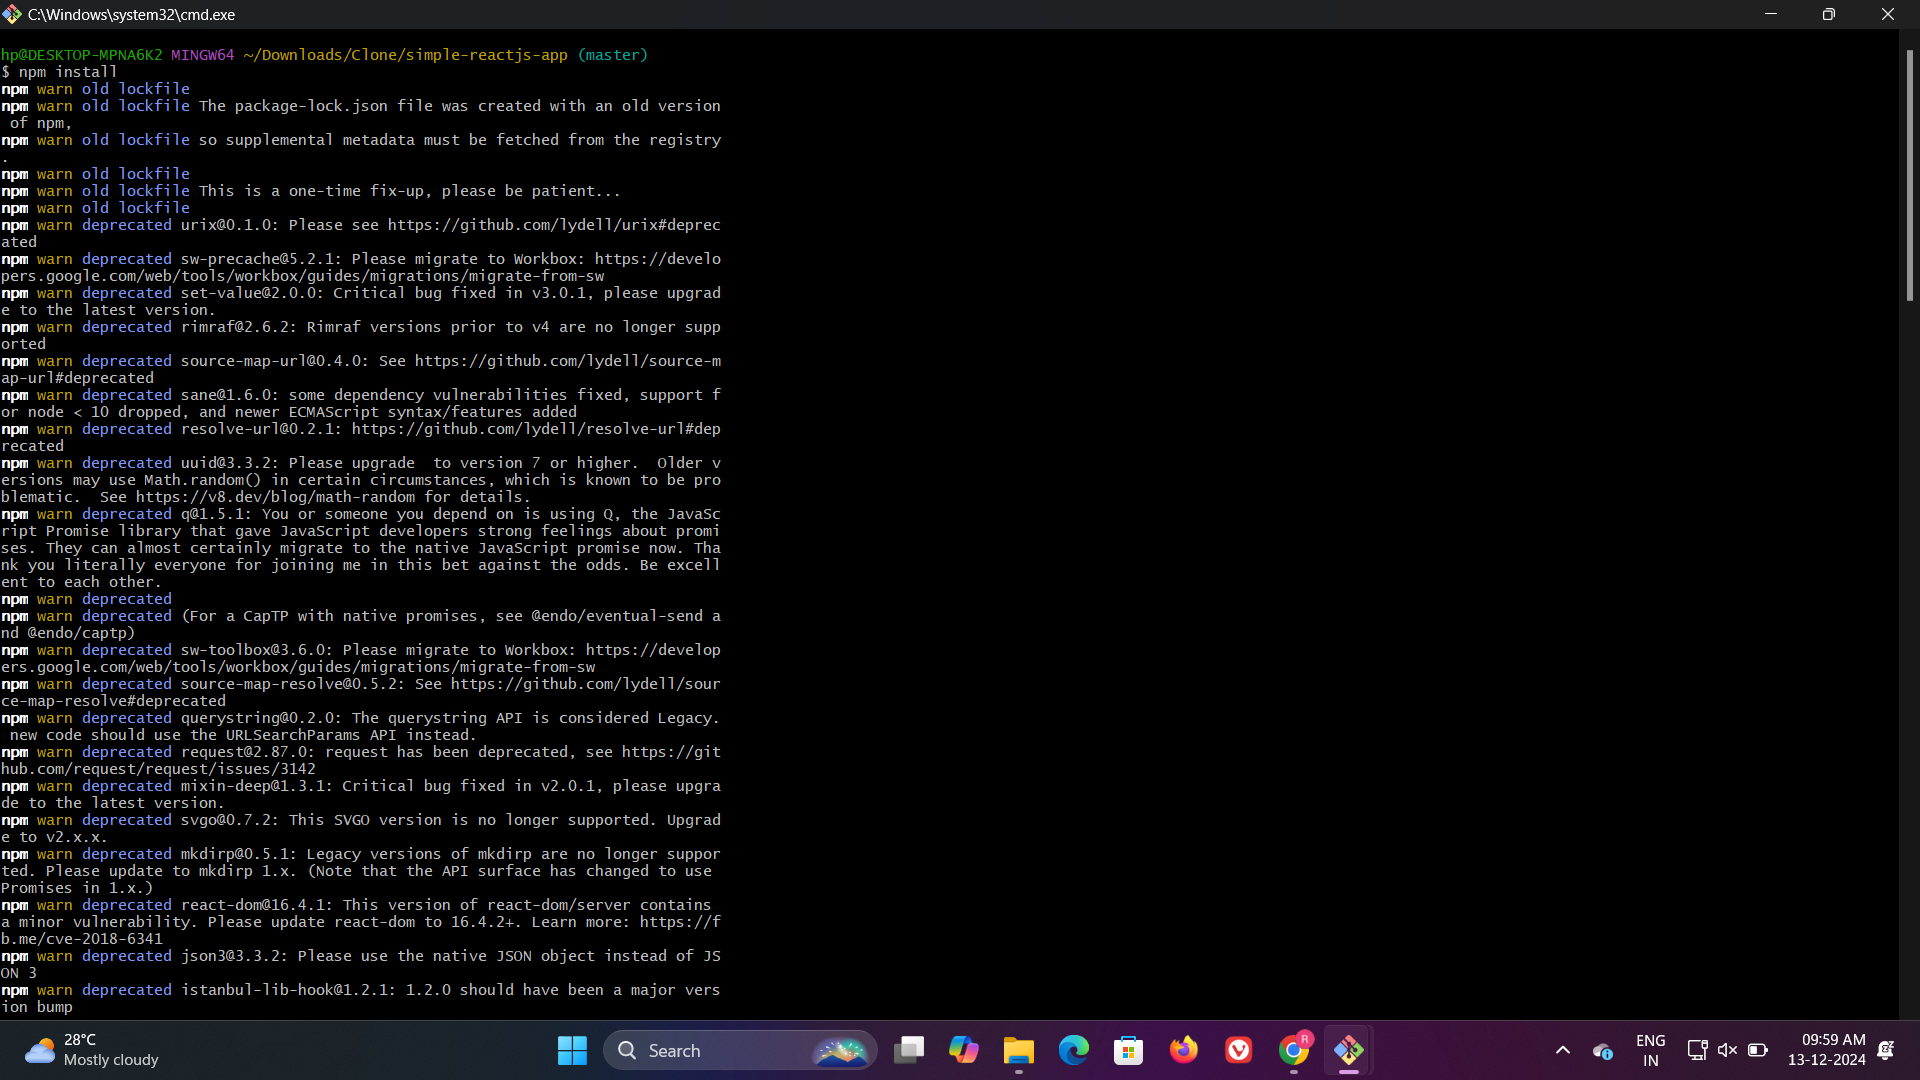 C:\Windows\system32\cmd.exe
hp@DESKTOP-MPNA6K2 MINGW64 ~/Downloads/Clone/simple-reactjs-app (master)
$ npm install
npm warn old lockfile
npm warn old lockfile The package-lock.json file was created with an old version
 of npm,
npm warn old lockfile so supplemental metadata must be fetched from the registry
.
npm warn old lockfile
npm warn old lockfile This is a one-time fix-up, please be patient...
npm warn old lockfile
npm warn deprecated urix@0.1.0: Please see https://github.com/lydell/urix#deprec
ated
npm warn deprecated sw-precache@5.2.1: Please migrate to Workbox: https://develo
pers.google.com/web/tools/workbox/guides/migrations/migrate-from-sw
npm warn deprecated set-value@2.0.0: Critical bug fixed in v3.0.1, please upgrad
e to the latest version.
npm warn deprecated rimraf@2.6.2: Rimraf versions prior to v4 are no longer supp
orted
npm warn deprecated source-map-url@0.4.0: See https://github.com/lydell/source-m
ap-url#deprecated
npm warn deprecated sane@1.6.0: some dependency vulnerabilities fixed, support f
or node < 10 dropped, and newer ECMAScript syntax/features added
npm warn deprecated resolve-url@0.2.1: https://github.com/lydell/resolve-url#dep
recated
npm warn deprecated uuid@3.3.2: Please upgrade  to version 7 or higher.  Older v
ersions may use Math.random() in certain circumstances, which is known to be pro
blematic.  See https://v8.dev/blog/math-random for details.
npm warn deprecated q@1.5.1: You or someone you depend on is using Q, the JavaSc
ript Promise library that gave JavaScript developers strong feelings about promi
ses. They can almost certainly migrate to the native JavaScript promise now. Tha
nk you literally everyone for joining me in this bet against the odds. Be excell
ent to each other.
npm warn deprecated
npm warn deprecated (For a CapTP with native promises, see @endo/eventual-send a
nd @endo/captp)
npm warn deprecated sw-toolbox@3.6.0: Please migrate to Workbox: https://develop
ers.google.com/web/tools/workbox/guides/migrations/migrate-from-sw
npm warn deprecated source-map-resolve@0.5.2: See https://github.com/lydell/sour
ce-map-resolve#deprecated
npm warn deprecated querystring@0.2.0: The querystring API is considered Legacy.
 new code should use the URLSearchParams API instead.
npm warn deprecated request@2.87.0: request has been deprecated, see https://git
hub.com/request/request/issues/3142
npm warn deprecated mixin-deep@1.3.1: Critical bug fixed in v2.0.1, please upgra
de to the latest version.
npm warn deprecated svgo@0.7.2: This SVGO version is no longer supported. Upgrad
e to v2.x.x.
npm warn deprecated mkdirp@0.5.1: Legacy versions of mkdirp are no longer suppor
ted. Please update to mkdirp 1.x. (Note that the API surface has changed to use
Promises in 1.x.)
npm warn deprecated react-dom@16.4.1: This version of react-dom/server contains
a minor vulnerability. Please update react-dom to 16.4.2+. Learn more: https://f
b.me/cve-2018-6341
npm warn deprecated json3@3.3.2: Please use the native JSON object instead of JS
ON 3
npm warn deprecated istanbul-lib-hook@1.2.1: 1.2.0 should have been a major vers
ion bump
28°C
Mostly cloudy
Search
R
ENG
IN
09:59 AM
13-12-2024